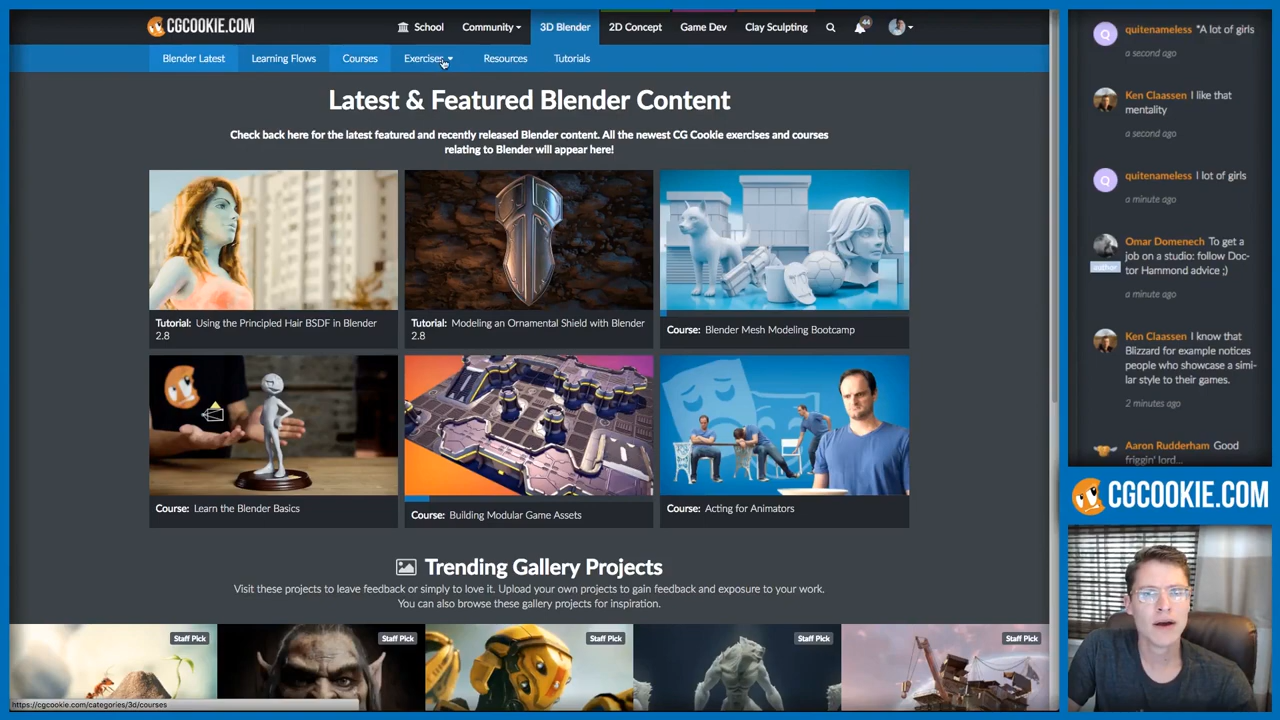 CGCOOKIE.COM
School
Community
3D Blender
2D Concept
Game Dev
Clay Sculpting
44
Blender Latest
Learning Flows
Courses
Exercises
Resources
Tutorials
Latest & Featured Blender Content
Check back here for the latest featured and recently released Blender content. All the newest CG Cookie exercises and courses
relating to Blender will appear here!
Tutorial: Using the Principled Hair BSDF in Blender
2.8
Tutorial: Modeling an Ornamental Shield with Blender
2.8
Course: Blender Mesh Modeling Bootcamp
Course: Learn the Blender Basics
Course: Building Modular Game Assets
Course: Acting for Animators
Trending Gallery Projects
Visit these projects to leave feedback or simply to love it. Upload your own projects to gain feedback and exposure to your work.
You can also browse these gallery projects for inspiration.
Staff Pick
Staff Pick
Staff Pick
Staff Pick
Staff Pick
https://cgcookie.com/categories/3d/courses
Q
quitenameless *A lot of girls
a second ago
Ken Claassen I like that
mentality
a second ago
Q
quitenameless I lot of girls
a minute ago
Omar Domenech To get a
job on a studio: follow Doc-
tor Hammond advice ;)
author
a minute ago
Ken Claassen I know that
Blizzard for example notices
people who showcase a simi-
lar style to their games.
2 minutes ago
Aaron Rudderham Good
friggin' lord...
CGCOOKIE.COM